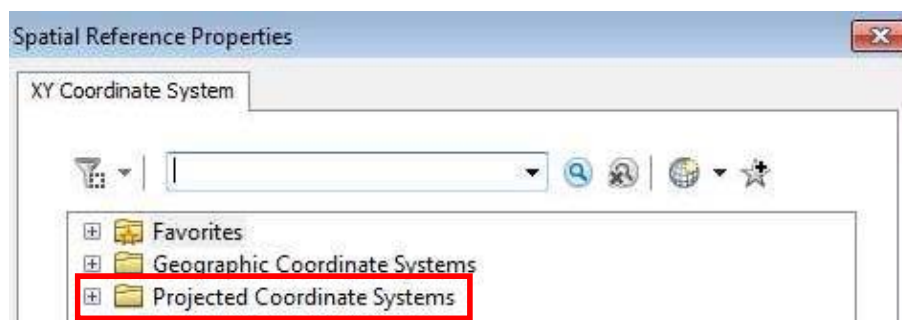 Spatial Reference Properties
XY Coordinate System
Favorites
Geographic Coordinate Systems
Projected Coordinate Systems